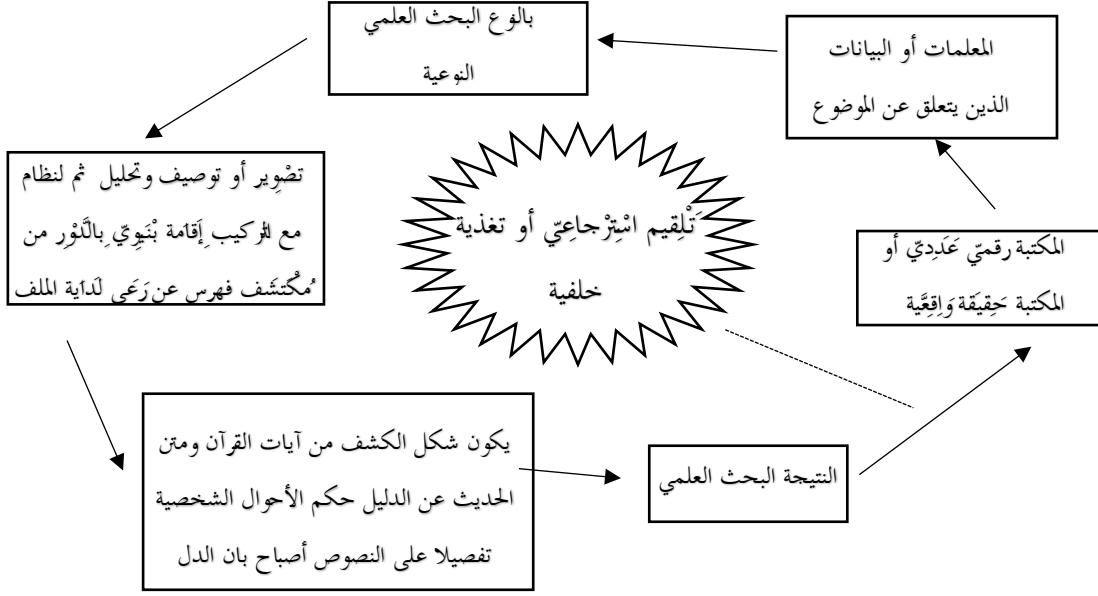 بالوع البحث العلمي
النوعية
المعلمات أو البيانات
الذين يتعلق عن الموضوع
تصْوِير أو توصيف وتحليل ثم لنظام
مع التركيب إِقَامة بُنْيَوِيّ بِالدَّوْرِ من
مُكْتشَف فهرس عن رَعَى لَدَاية الملف
تَلْقِيم اسْتِرْجاعِيّ أو تغذية
خلفية
المكتبة رقميّ عَدَدِيّ أو
المكتبة حَقِيقَة وَاقِعَّية
يكون شكل الكشف من آيات القرآن ومتن
الحديث عن الدليل حكم الأحوال الشخصية
تفصيلا على النصوص أصباح بان الدل
النتيجة البحث العلمي